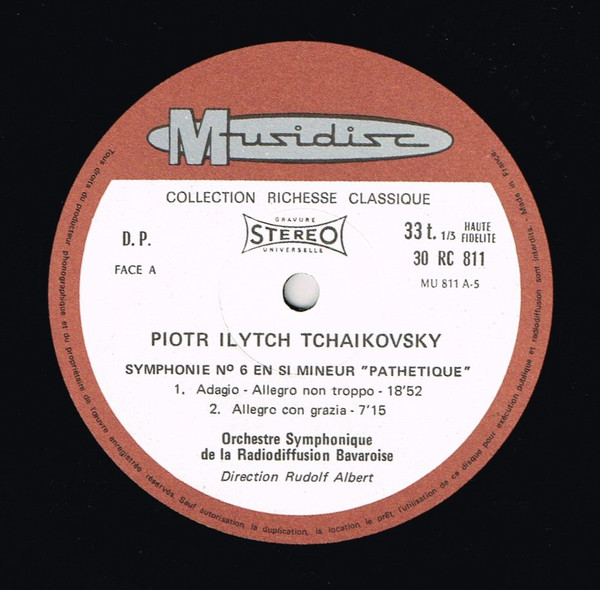 Musidisc
COLLECTION RICHESSE CLASSIQUE
D.P.
FACE A
GRAVURE
STEREO
UNIVERSELLE
33 t. 1/3 HAUTE FIDELITE
30 RC 811
MU 811 A-5
PIOTR ILYTCH TCHAIKOVSKY
SYMPHONIE Nº 6 EN SI MINEUR "PATHETIQUE"
1. Adagio - Allegro non troppo - 18'52
2. Allegro con grazia - 7'15
Orchestre Symphonique
de la Radiodiffusion Bavaroise
Direction Rudolf Albert
Tous droits du producteur phonographique et du propriétaire de l'œuvre enregistrée réservés. Sauf autorisation, la duplication, la location, le prêt, l'utilisation de ce disque pour exécution publique et radiodiffusion sont interdits - Made in France.